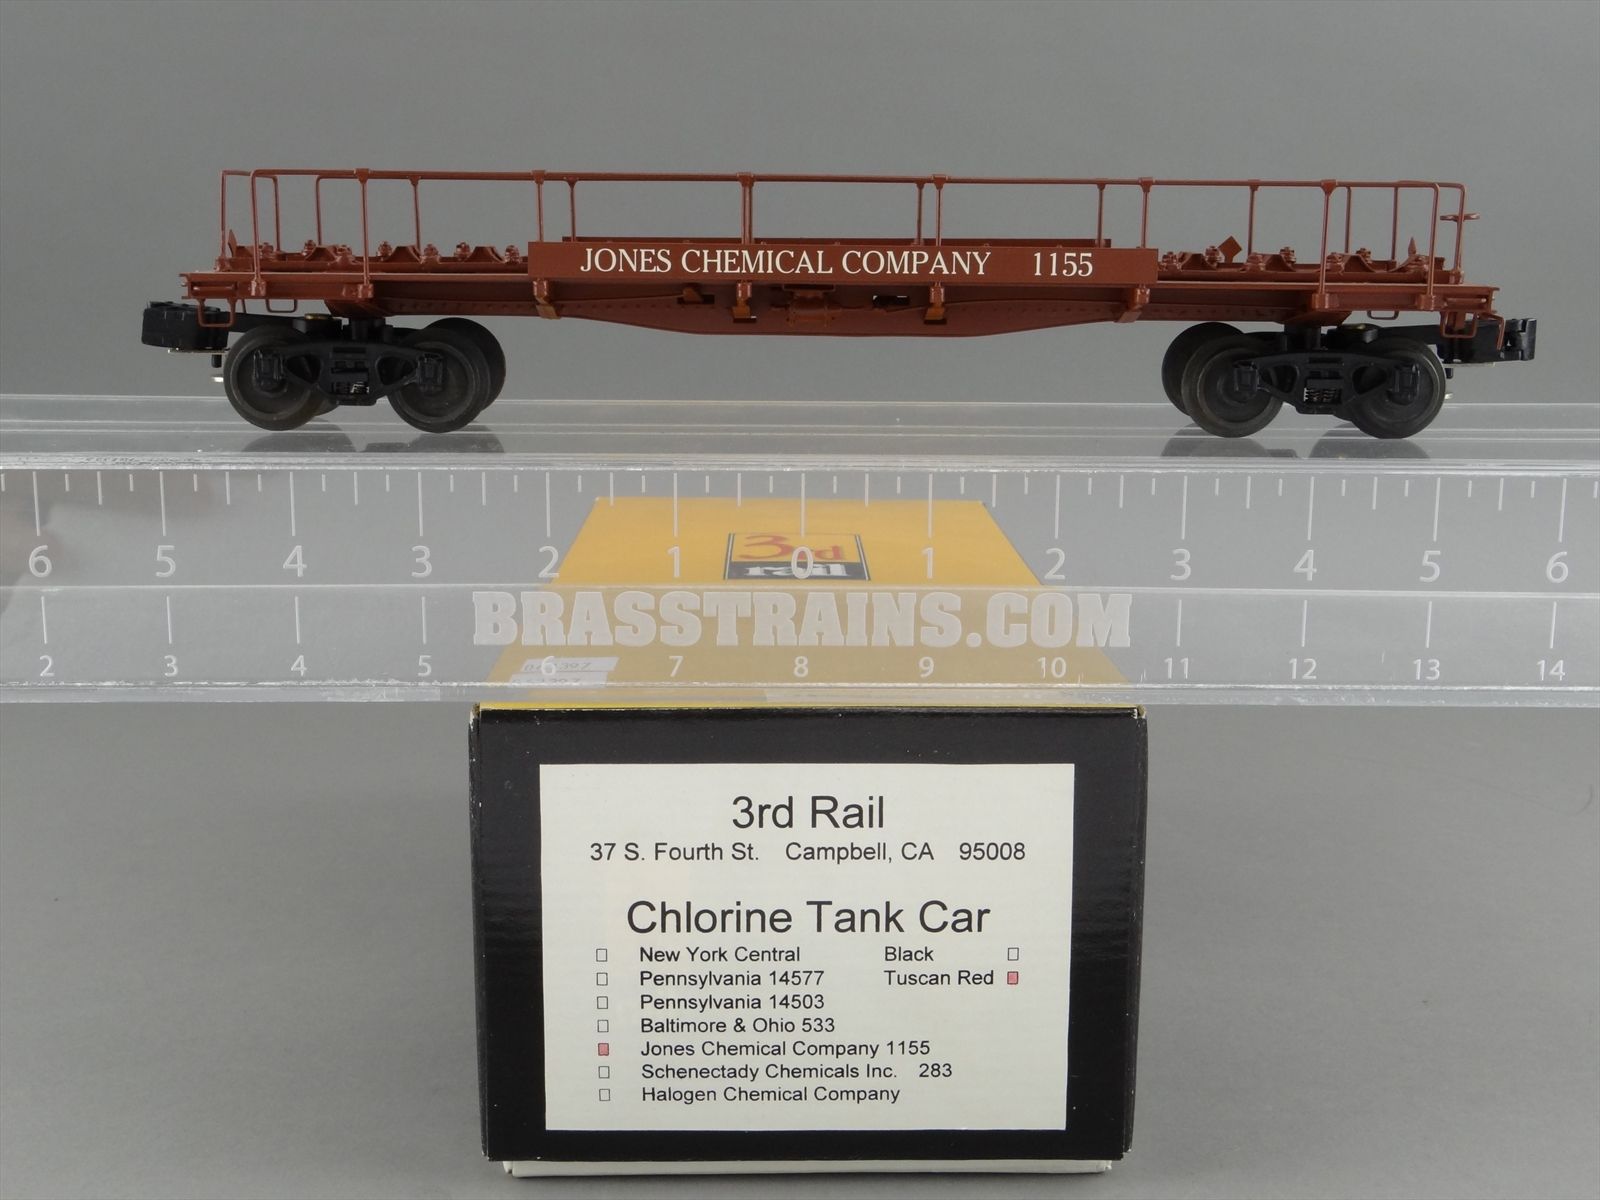 JONES CHEMICAL COMPANY 1155
6 5 4 3 2 1 0 1 2 3 4 5 6
3rd
rail
BRASSTRAINS.COM
2 3 4 5 6 7 8 9 10 11 12 13 14
3rd Rail
37 S. Fourth St. Campbell, CA 95008
Chlorine Tank Car
New York Central Black
Pennsylvania 14577 Tuscan Red
Pennsylvania 14503
Baltimore & Ohio 533
Jones Chemical Company 1155
Schenectady Chemicals Inc. 283
Halogen Chemical Company